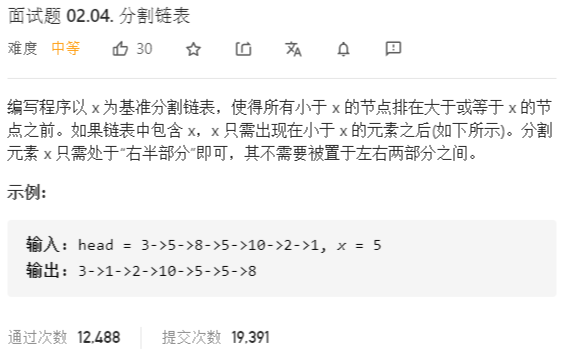 面试题 02.04. 分割链表
难度 中等 30
编写程序以 x 为基准分割链表，使得所有小于 x 的节点排在大于或等于 x 的节
点之前。如果链表中包含 x，x 只需出现在小于 x 的元素之后(如下所示)。分割
元素 x 只需处于“右半部分”即可，其不需要被置于左右两部分之间。
示例:
输入: head = 3->5->8->5->10->2->1, x = 5
输出: 3->1->2->10->5->5->8
通过次数 12,488 提交次数 19,391